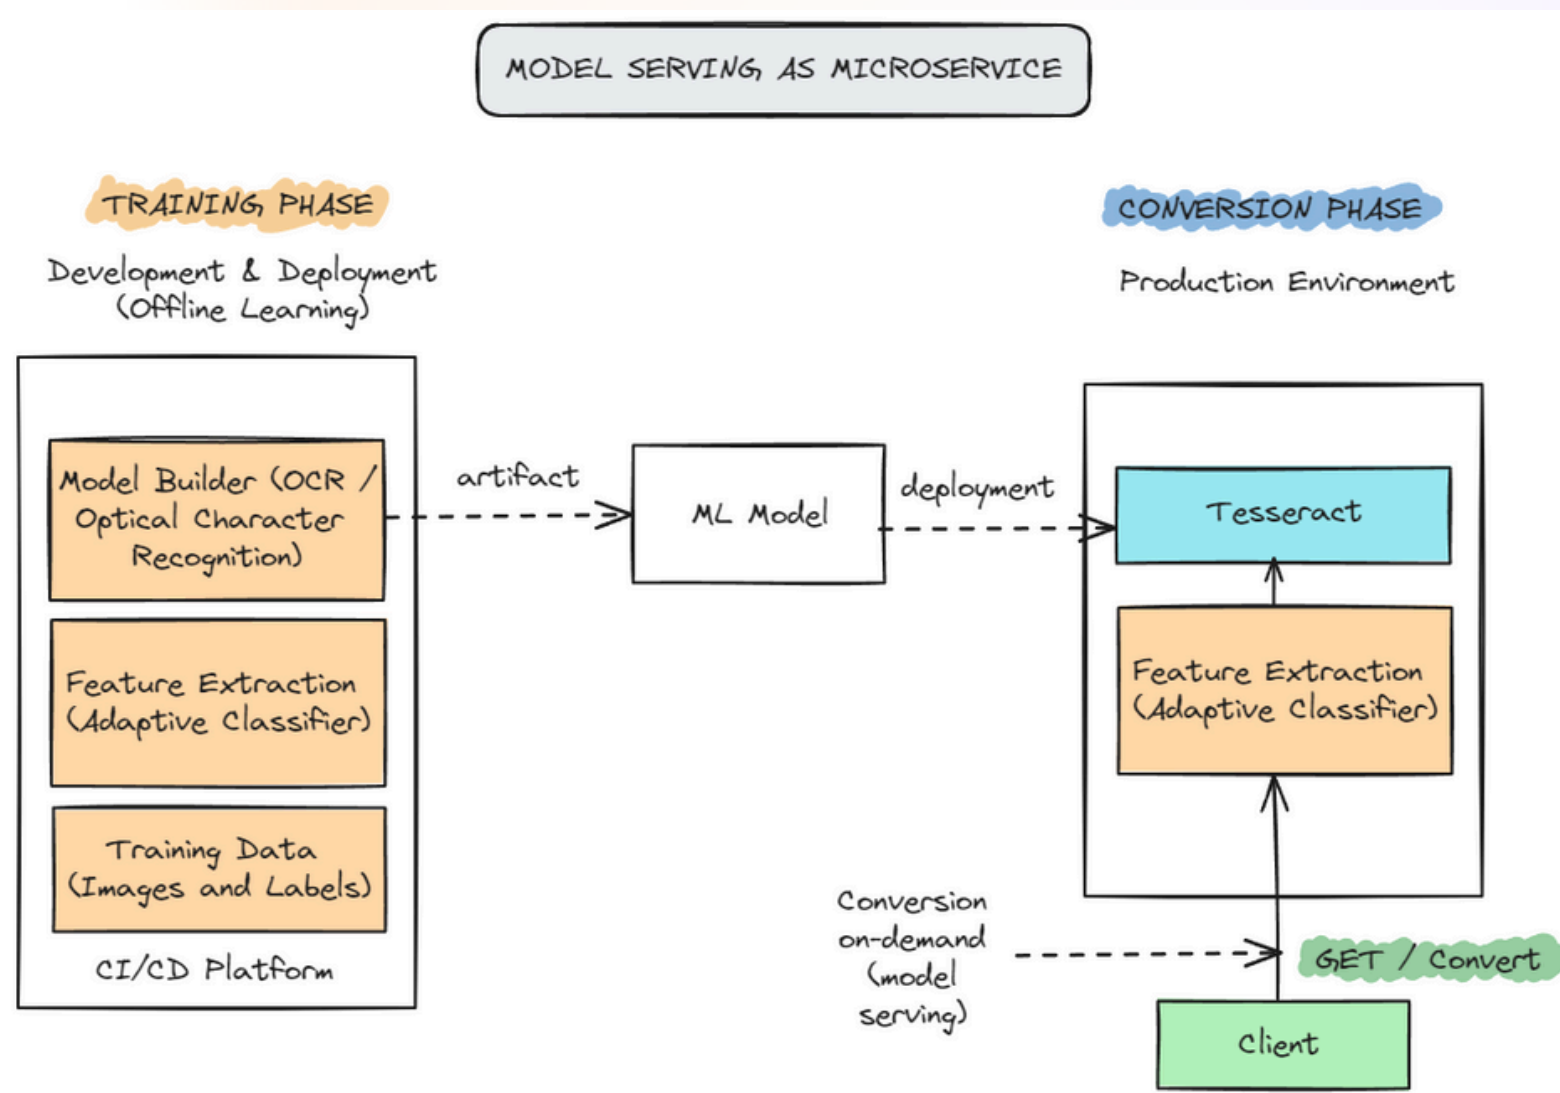 MODEL SERVING AS MICROSERVICE
TRAINING PHASE
Development & Deployment
(Offline Learning)
Model Builder (OCR /
Optical Character
Recognition)
Feature Extraction
(Adaptive Classifier)
Training Data
(Images and Labels)
CI/CD Platform
artifact
ML Model
deployment
CONVERSION PHASE
Production Environment
Tesseract
Feature Extraction
(Adaptive Classifier)
Conversion
on-demand
(model
serving)
GET / Convert
Client